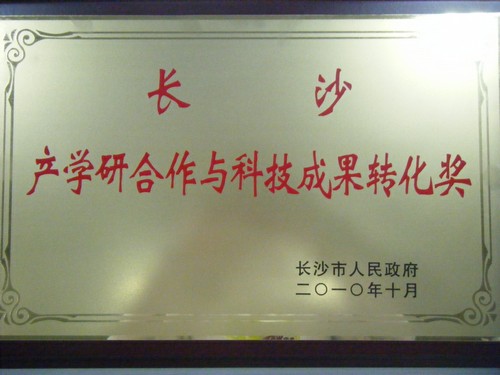 长沙
产学研合作与科技成果转化奖
长沙市人民政府
二〇一〇年十月